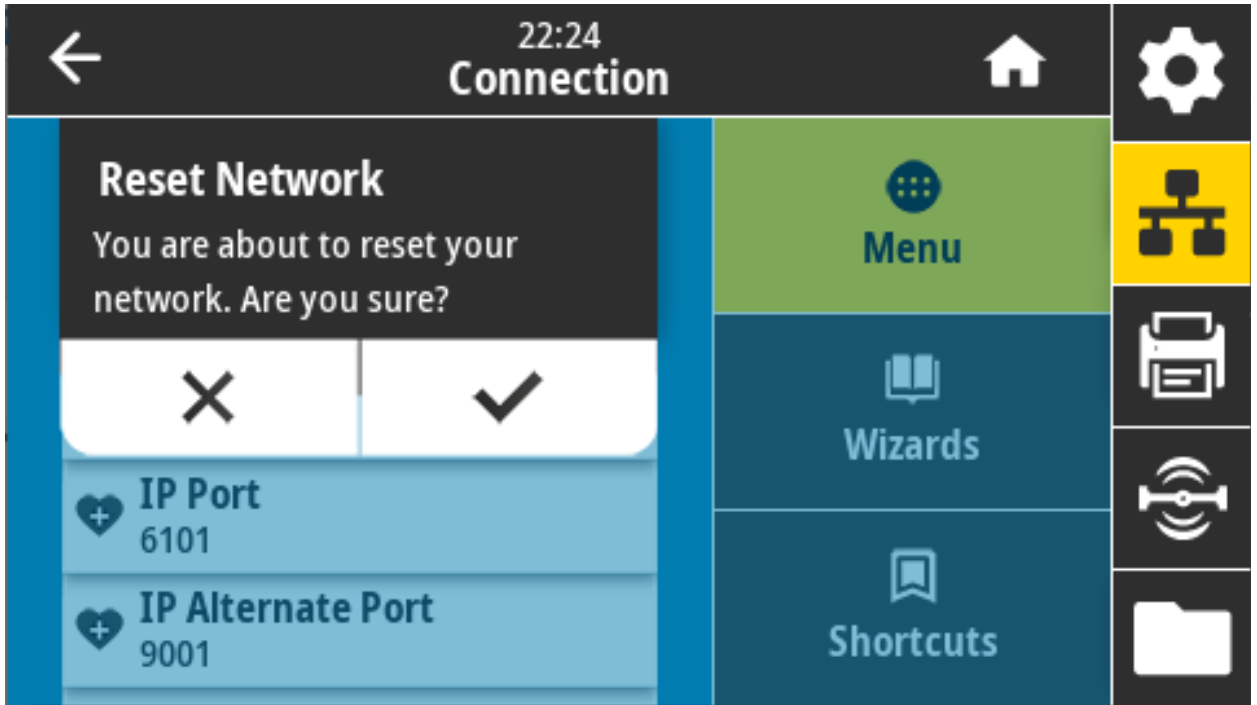 22:24
Connection
Reset Network
You are about to reset your
network. Are you sure?
IP Port
6101
IP Alternate Port
9001
Menu
Wizards
Shortcuts